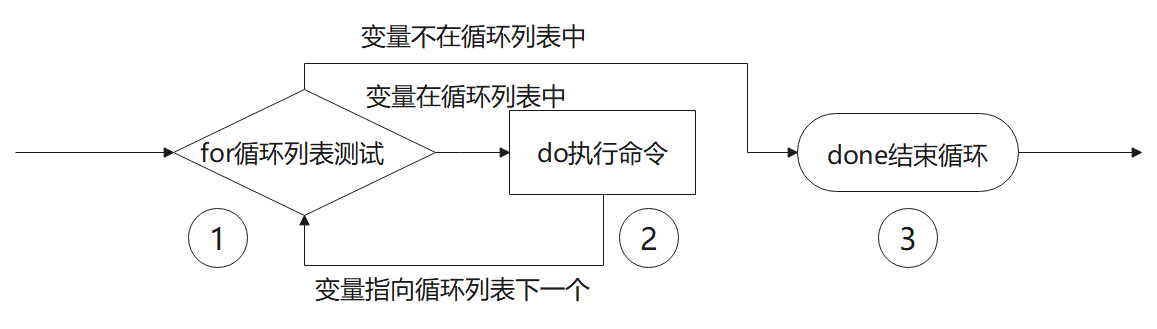 变量不在循环列表中
变量在循环列表中
for循环列表测试
do执行命令
done结束循环
1
2
3
变量指向循环列表下一个